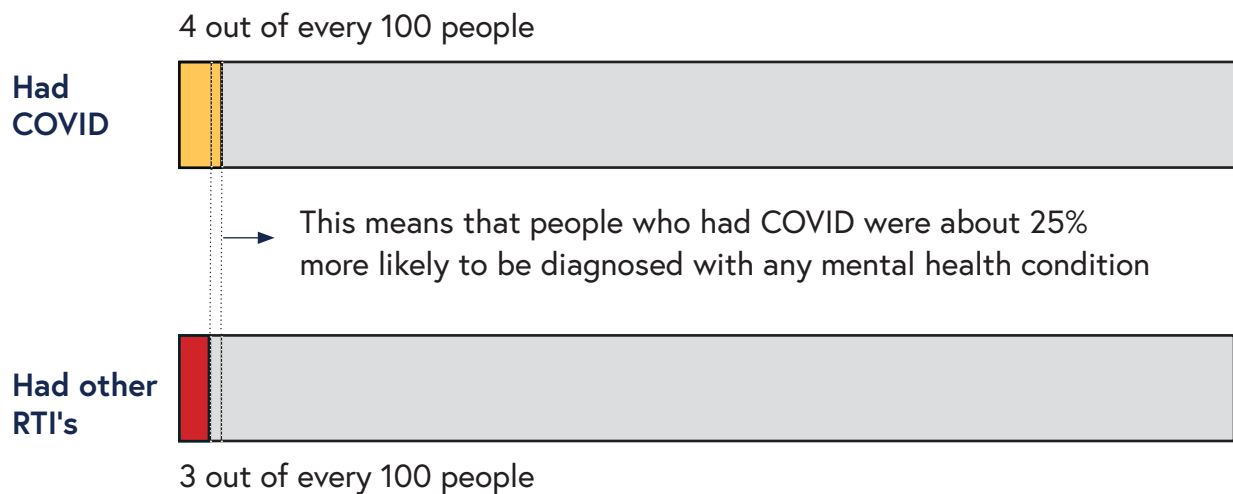 4 out of every 100 people
Had
COVID
This means that people who had COVID were about 25%
more likely to be diagnosed with any mental health condition
Had other
RTI's
3 out of every 100 people